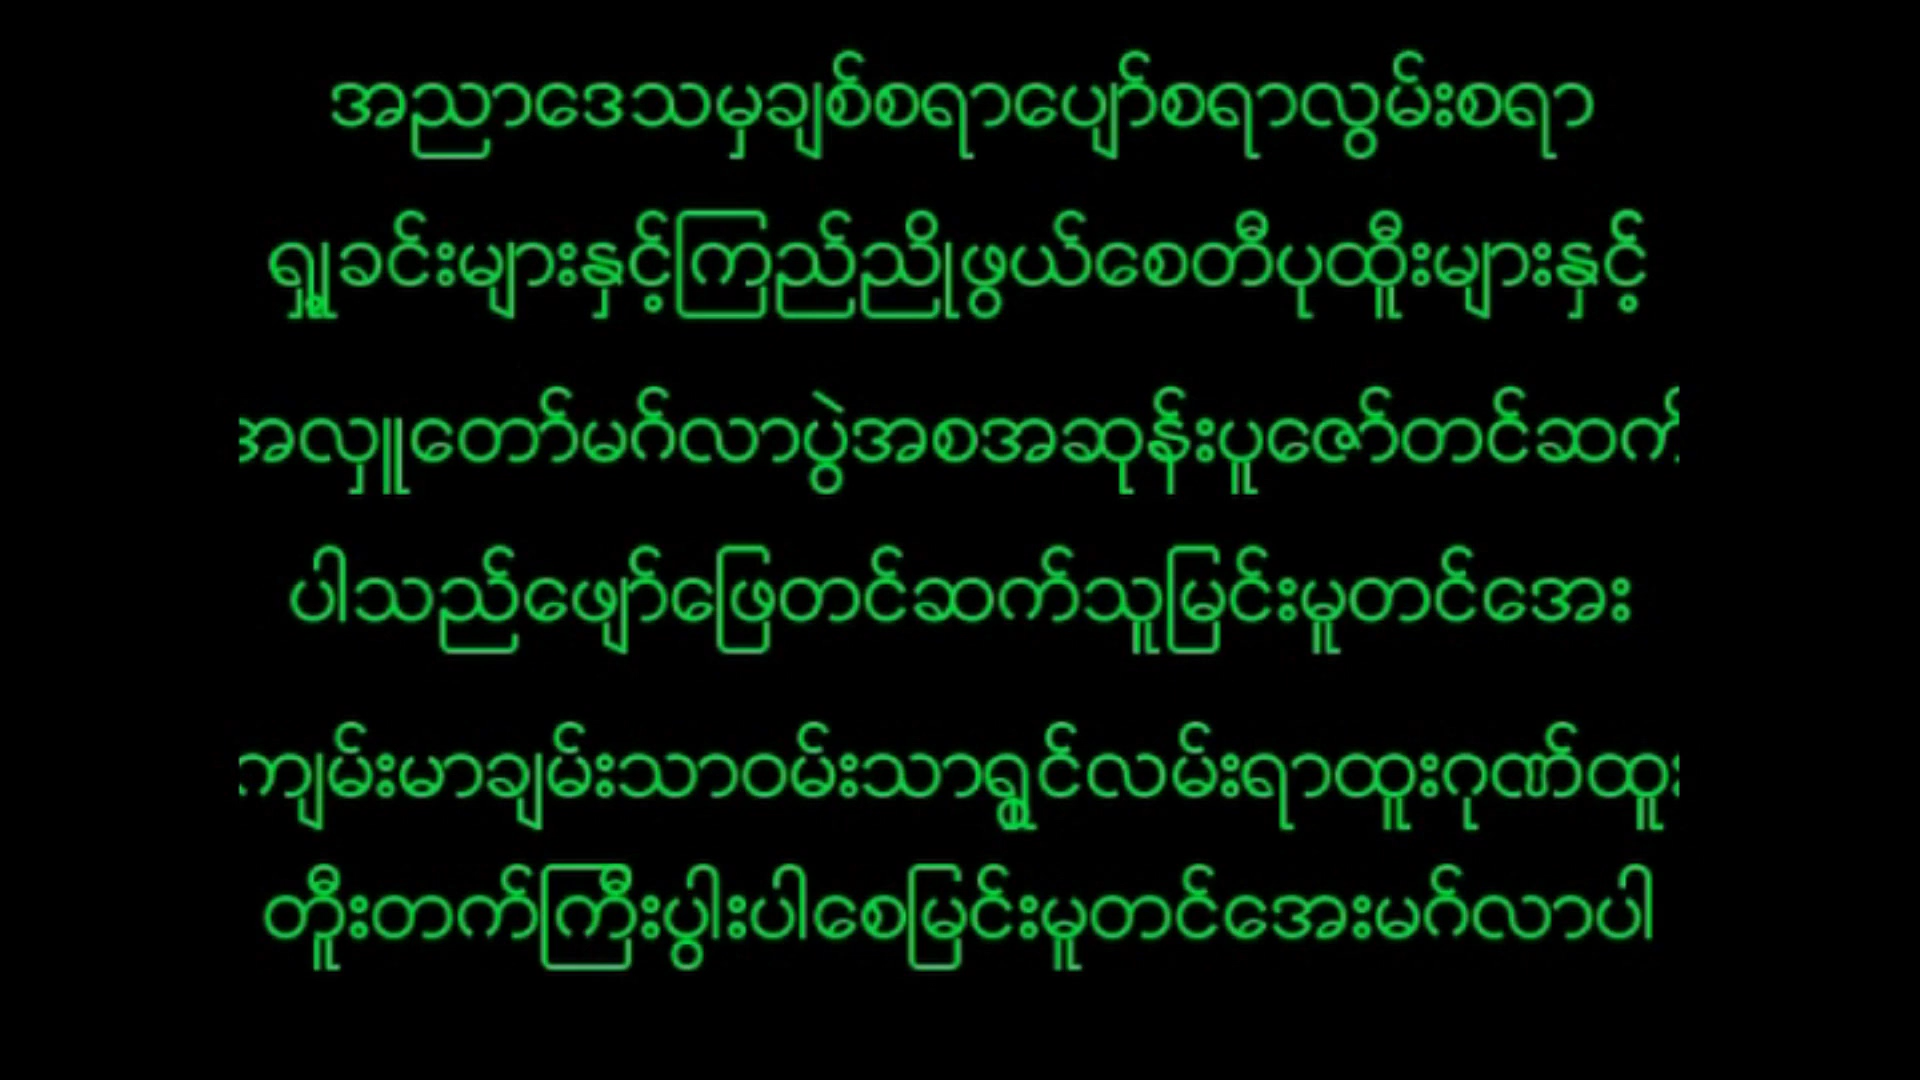 အညာဒေသမှချစ်စရာပျော်စရာလွမ်းစရာ
ရှုခင်းများနှင့်ကြည်ညိုဖွယ်စေတီပုထိူးများနှင့်
အလှူတော်မင်္ဂလာပွဲအစအဆုန်းပူဇော်တင်ဆက်
ပါသည်ဖျော်ဖြေတင်ဆက်သူမြင်းမူတင်အေး
ကျမ်းမာချမ်းသာဝမ်းသာရွှင်လမ်းရာထူးဂုဏ်ထူး
တိူးတက်ကြီးပွါးပါစေမြင်းမူတင်အေးမင်္ဂလာပါ